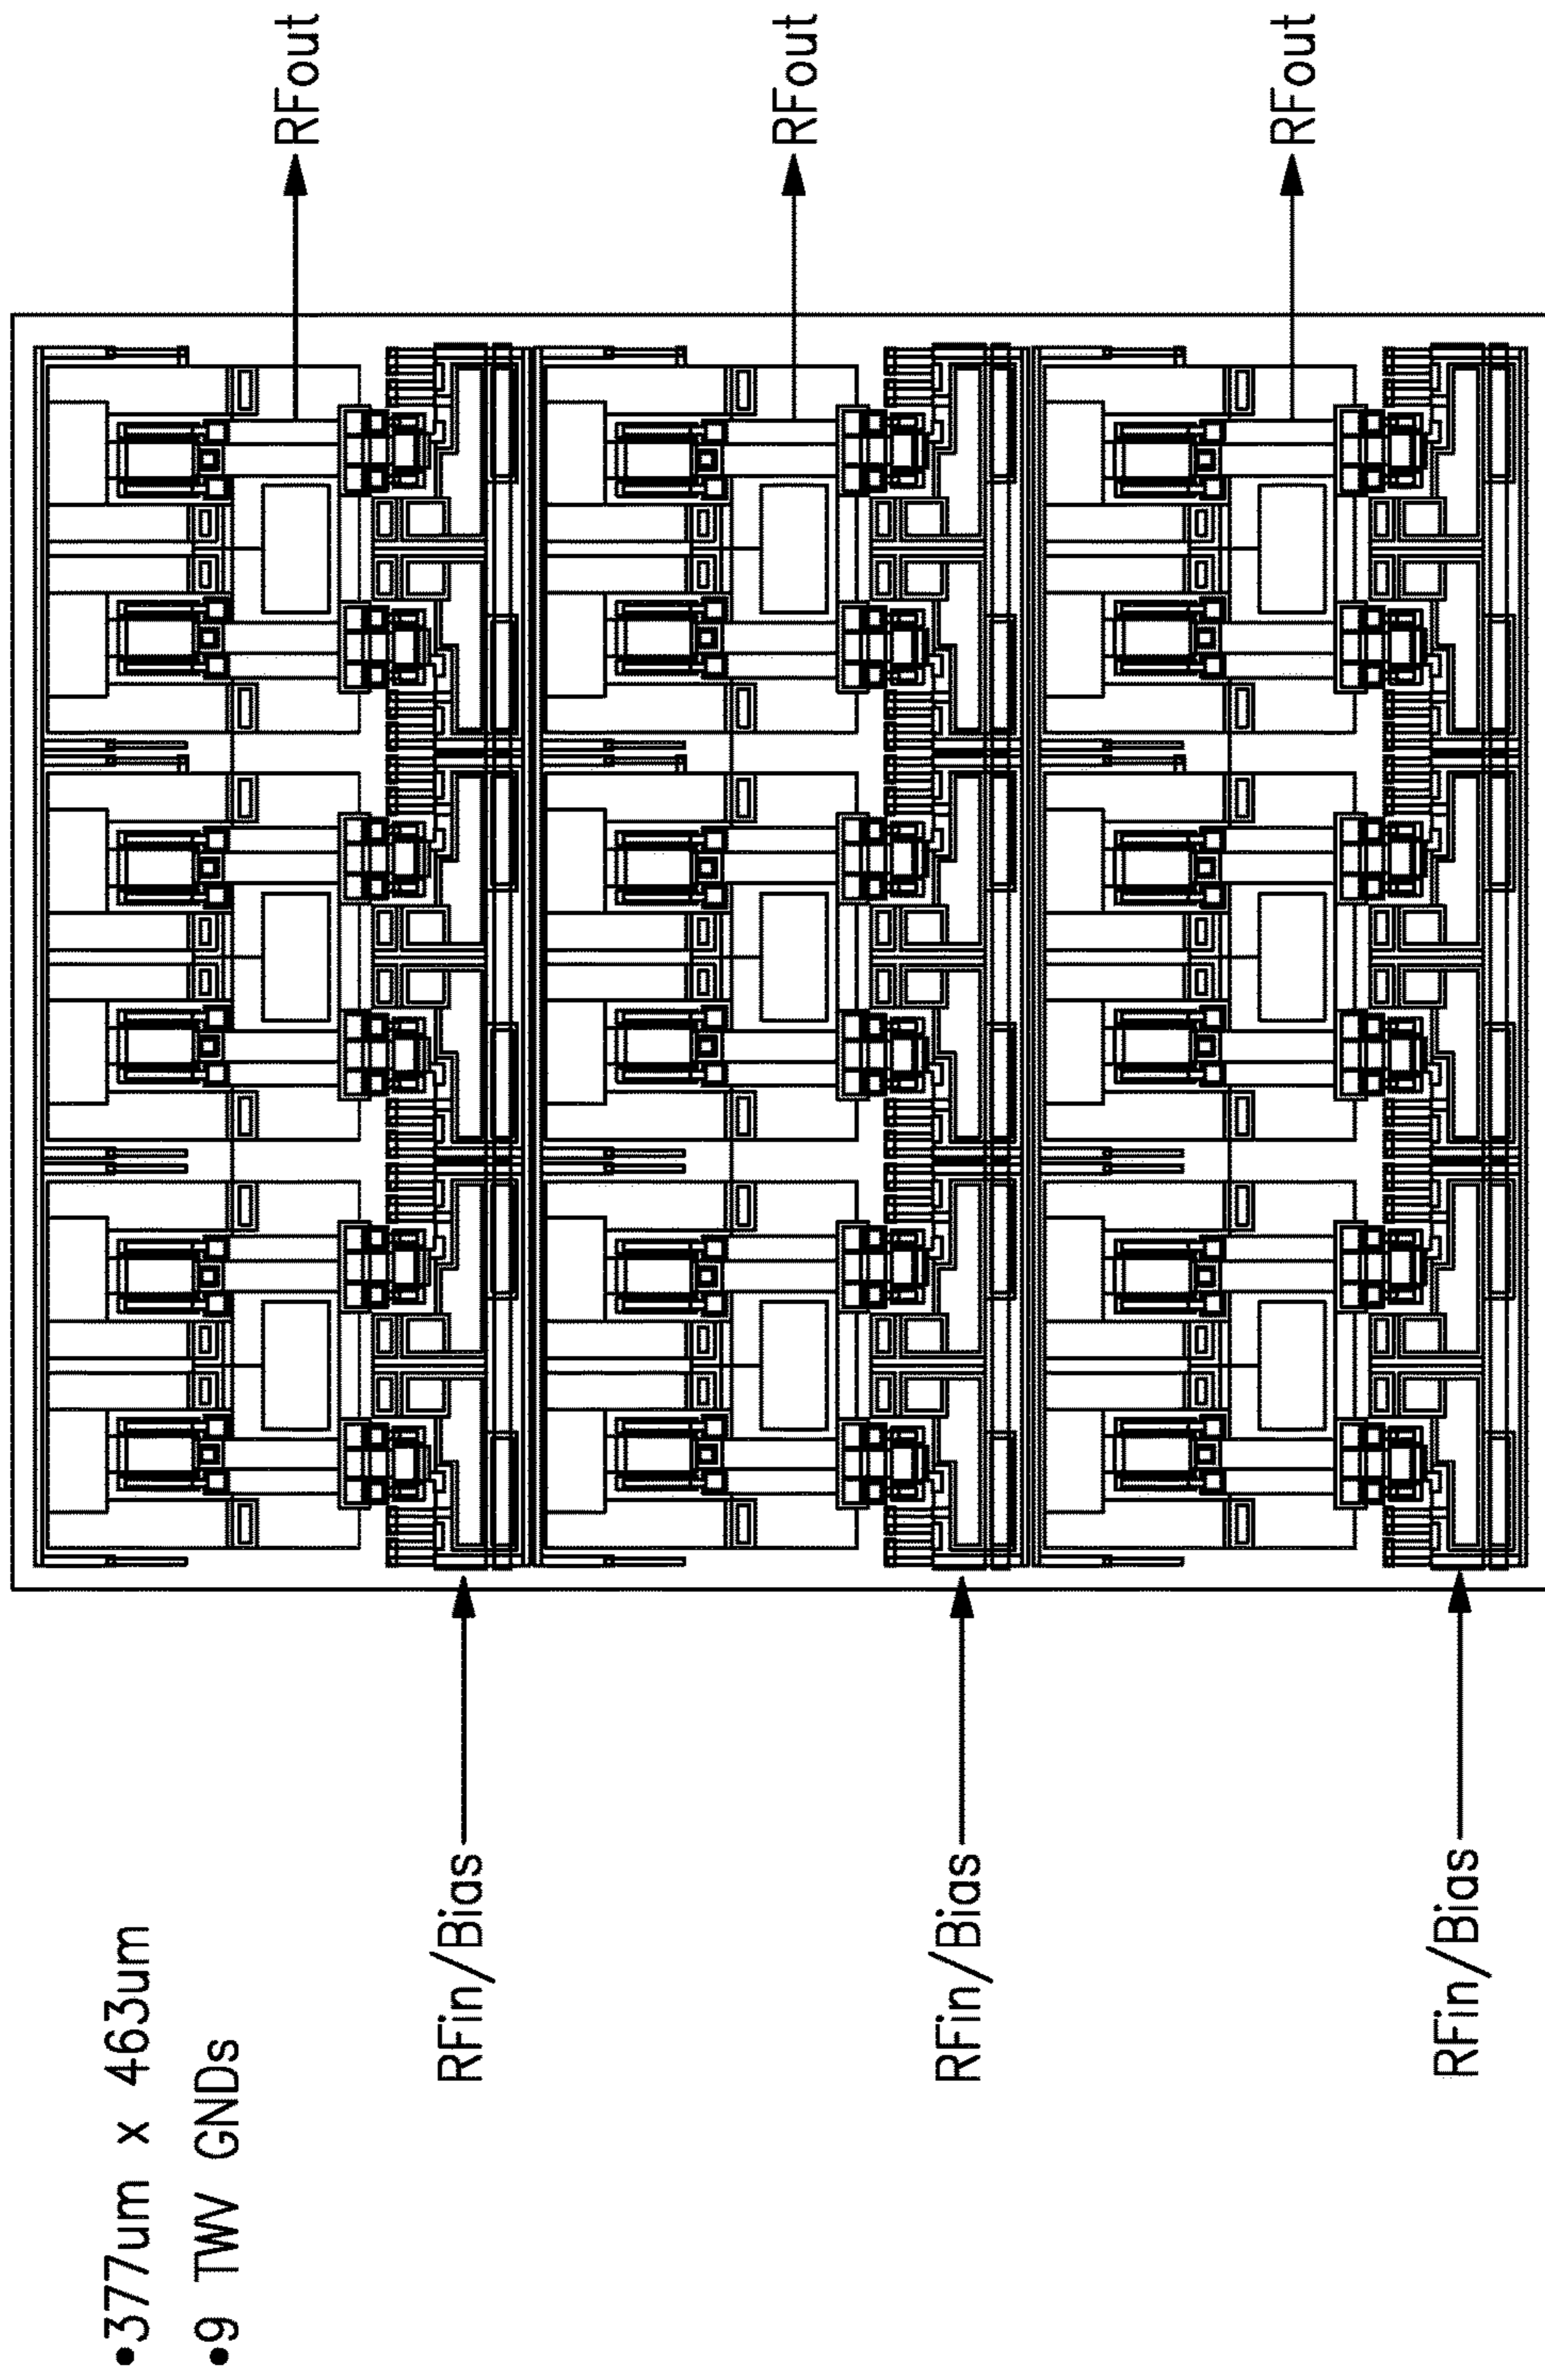 •377um x 463um
•9 TWV GNDs
RFin/Bias
RFin/Bias
RFin/Bias
RFout
RFout
RFout